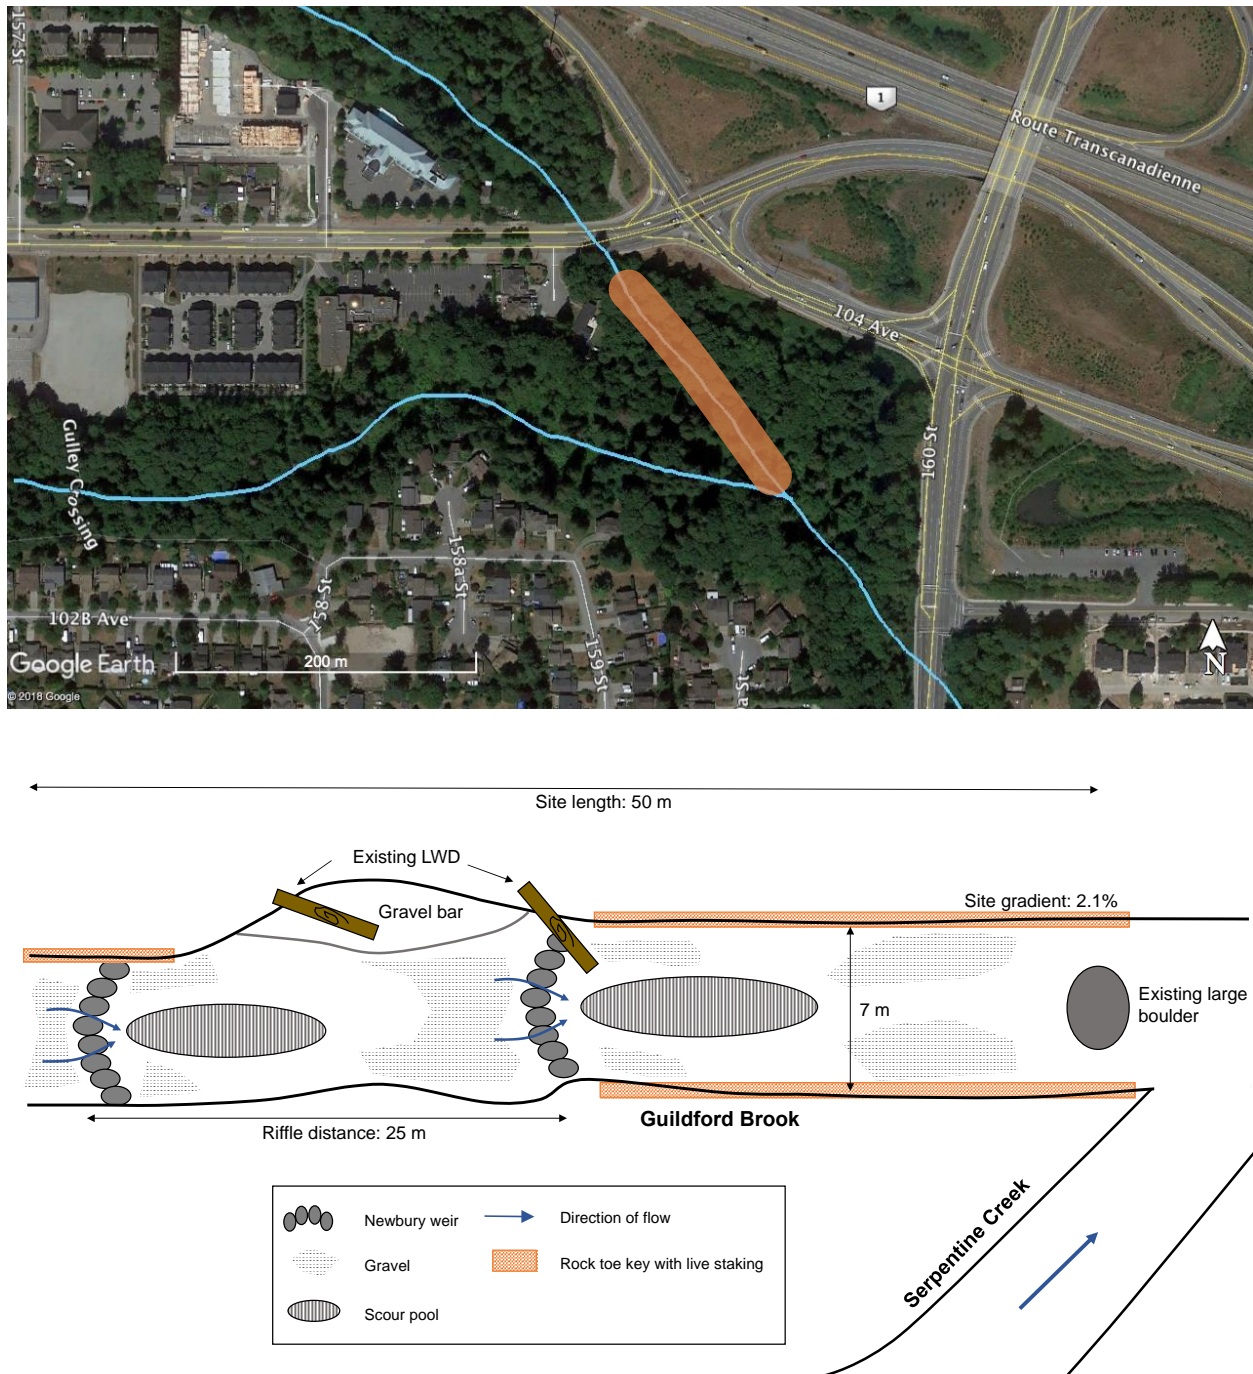 157 St
1
Route Transcanadienne
104 Ave
160 St
Gulley Crossing
158a St
158 St
102B Ave
159 St
a St
Google Earth
200 m
N
© 2018 Google
Site length: 50 m
Existing LWD
Gravel bar
Site gradient: 2.1%
7 m
Existing large
boulder
Guildford Brook
Riffle distance: 25 m
Serpentine Creek
Newbury weir
Direction of flow
Gravel
Rock toe key with live staking
Scour pool